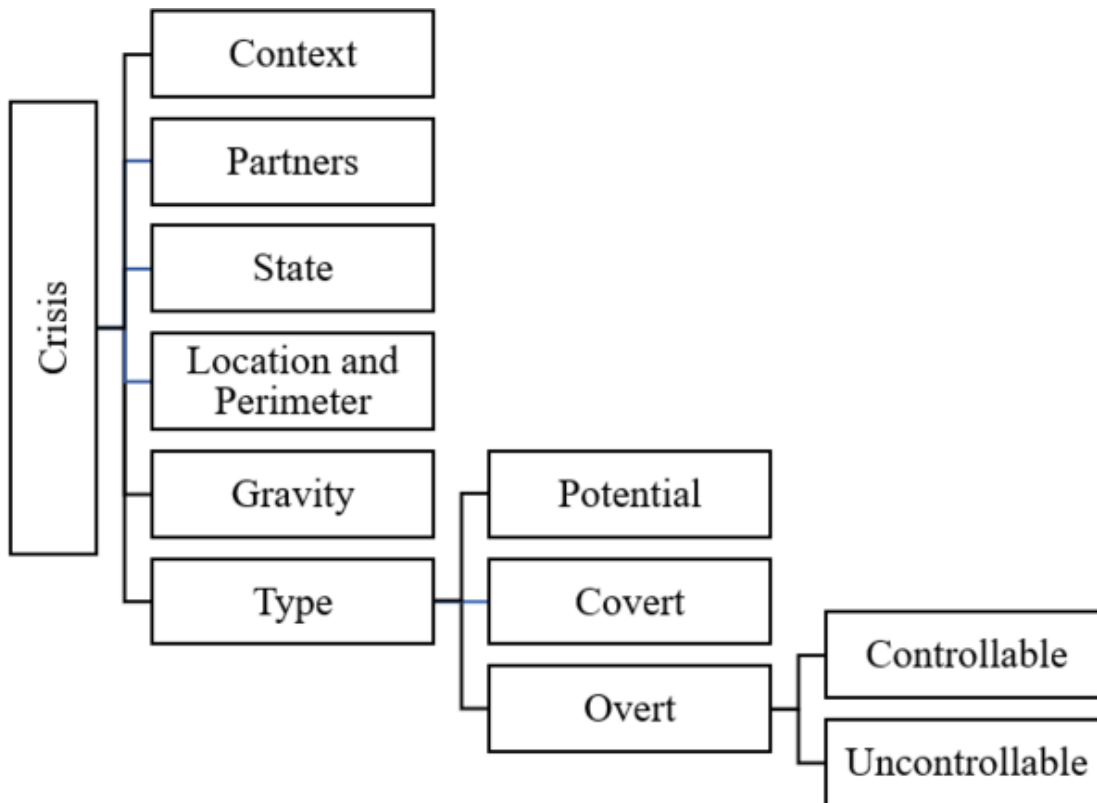 Crisis
Context
Partners
State
Location and
Perimeter
Gravity
Type
Potential
Covert
Overt
Controllable
Uncontrollable